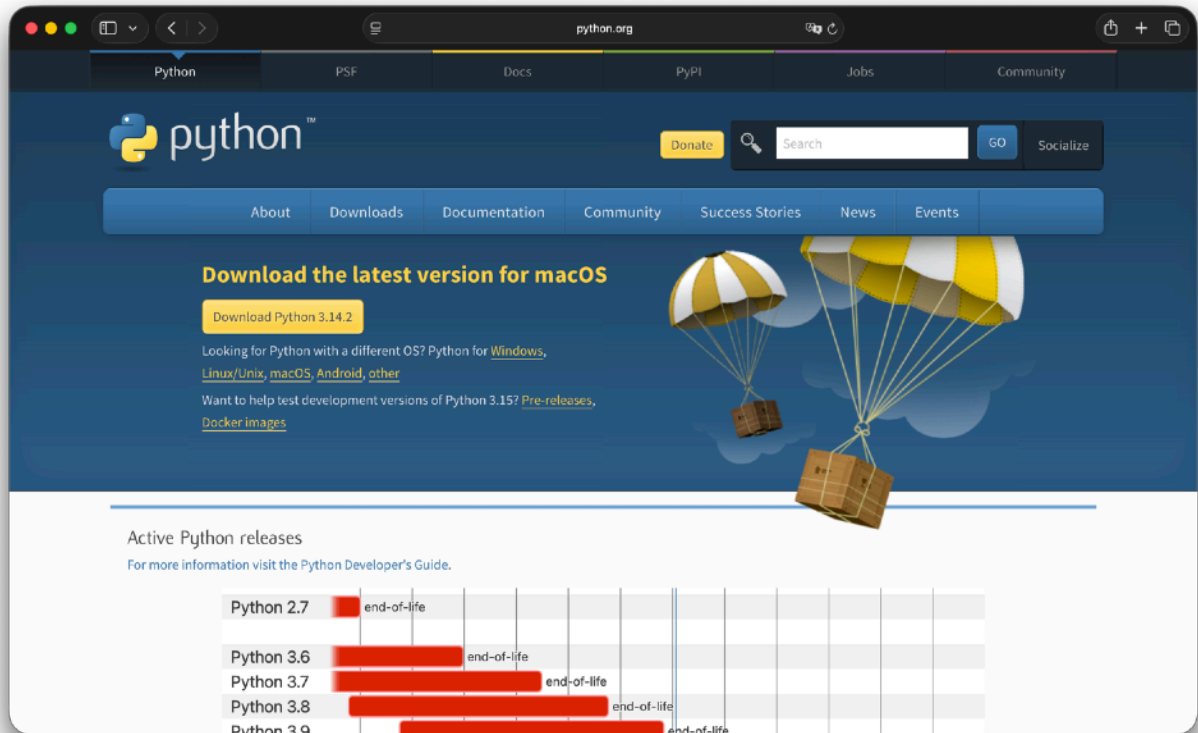 python.org
Python
PSF
Docs
PyPI
Jobs
Community
python™
Donate
Search
GO
Socialize
About
Downloads
Documentation
Community
Success Stories
News
Events
Download the latest version for macOS
Download Python 3.14.2
Looking for Python with a different OS? Python for Windows,
Linux/Unix, macOS, Android, other
Want to help test development versions of Python 3.15? Pre-releases,
Docker images
Active Python releases
For more information visit the Python Developer's Guide.
Python 2.7 end-of-life
Python 3.6 end-of-life
Python 3.7 end-of-life
Python 3.8 end-of-life
Python 3.9 end-of-life